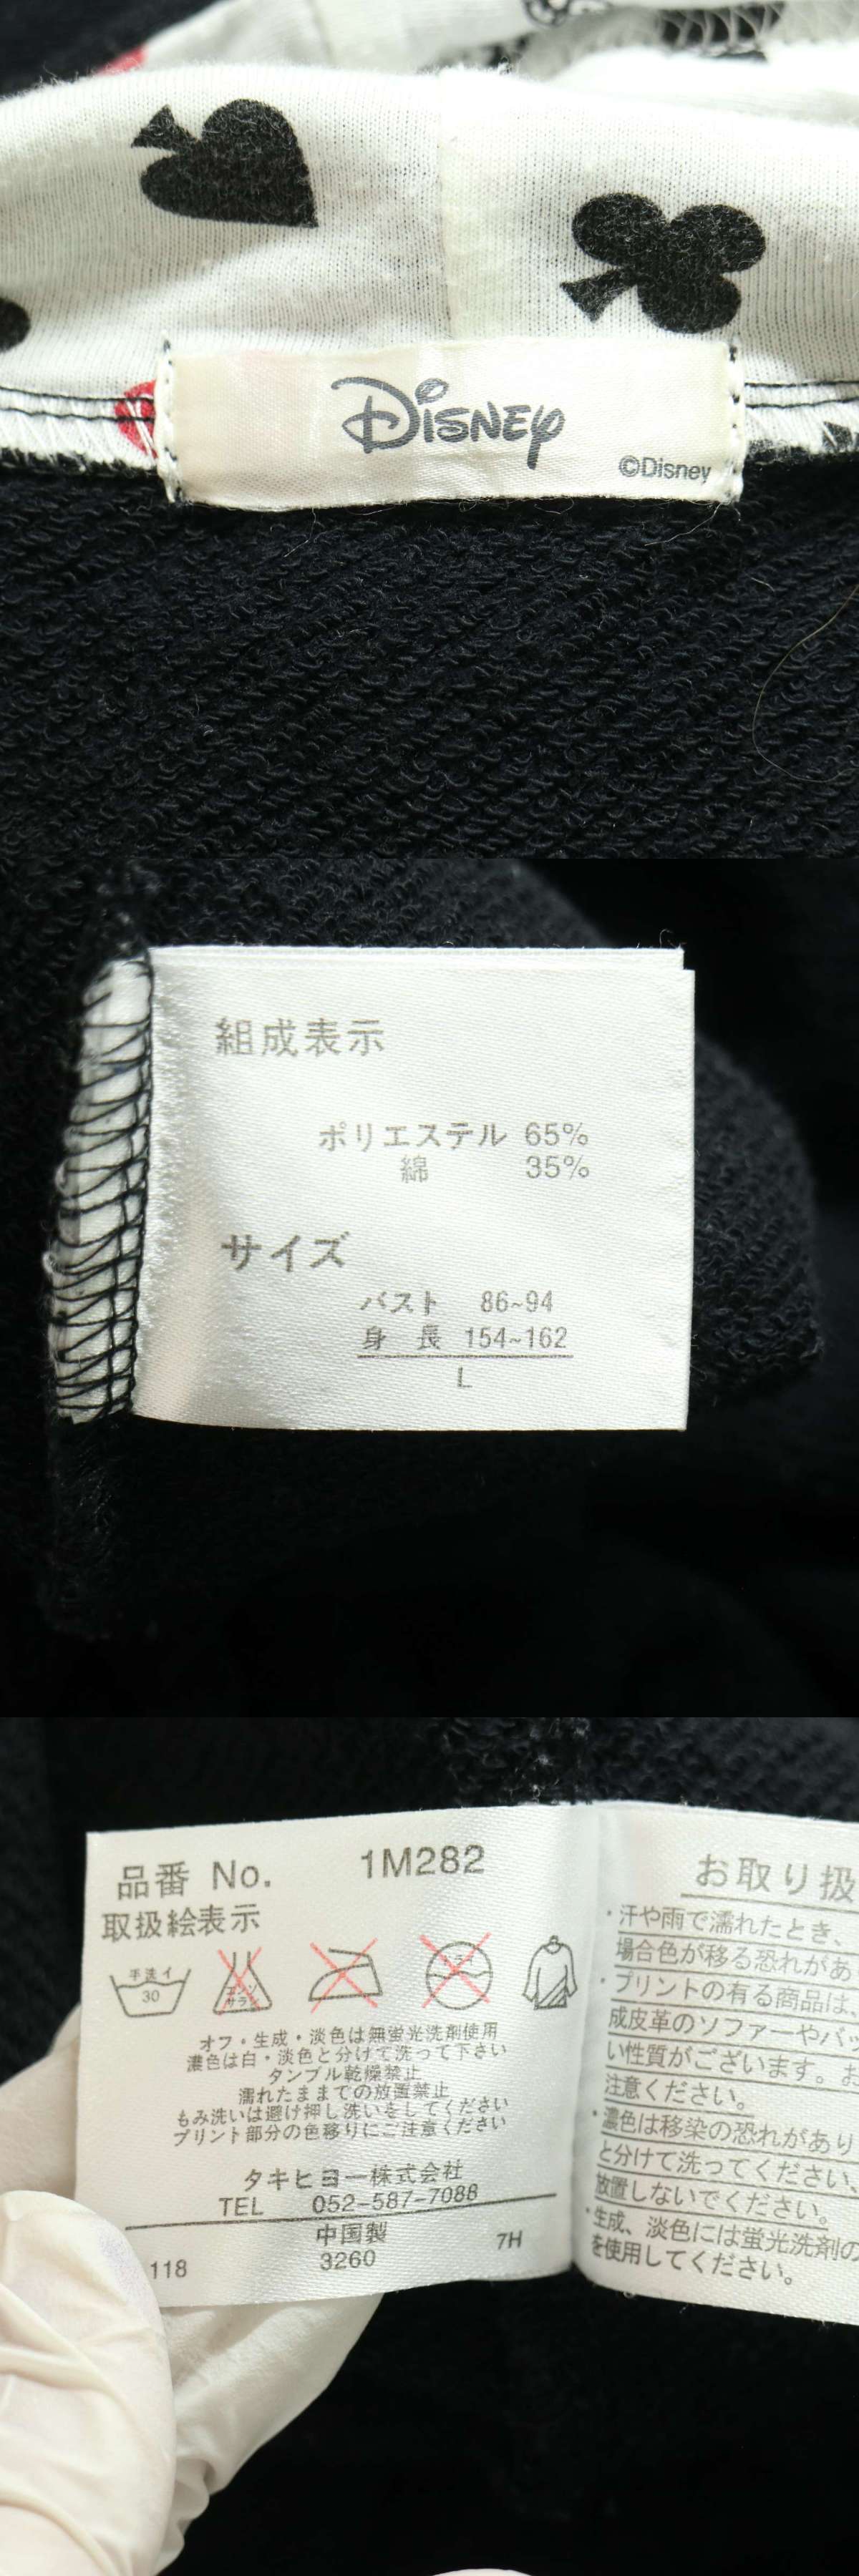 Disney
©Disney
組成表示
ポリエステル 65%
綿 35%
サイズ
バスト 86~94
身 長 154~162
L
品番 No. 1M282
取扱絵表示
手洗イ
30
エンソ
サラシ
オフ・生成・淡色は無蛍光洗剤使用
濃色は白・淡色と分けて洗って下さい
タンブル乾燥禁止
濡れたままでの放置禁止
もみ洗いは避け押し洗いをしてください
プリント部分の色移りにご注意ください
タキヒヨー株式会社
TEL 052-587-7088
中国製
118 3260 7H
お取り扱
・汗や雨で濡れたとき、
場合色が移る恐れがあ
・プリントの有る商品は、
成皮革のソファーやバッ
い性質がございます。お
注意ください。
・濃色は移染の恐れがあり
と分けて洗ってください、
放置しないでください。
・生成、淡色には蛍光洗剤の
を使用してください。